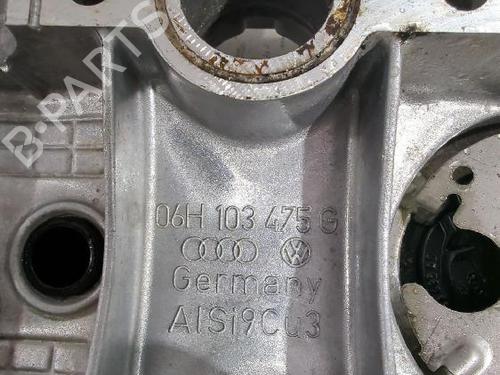 B-PARTS
06H 103 475 G
Germany
AlSi9Cu3